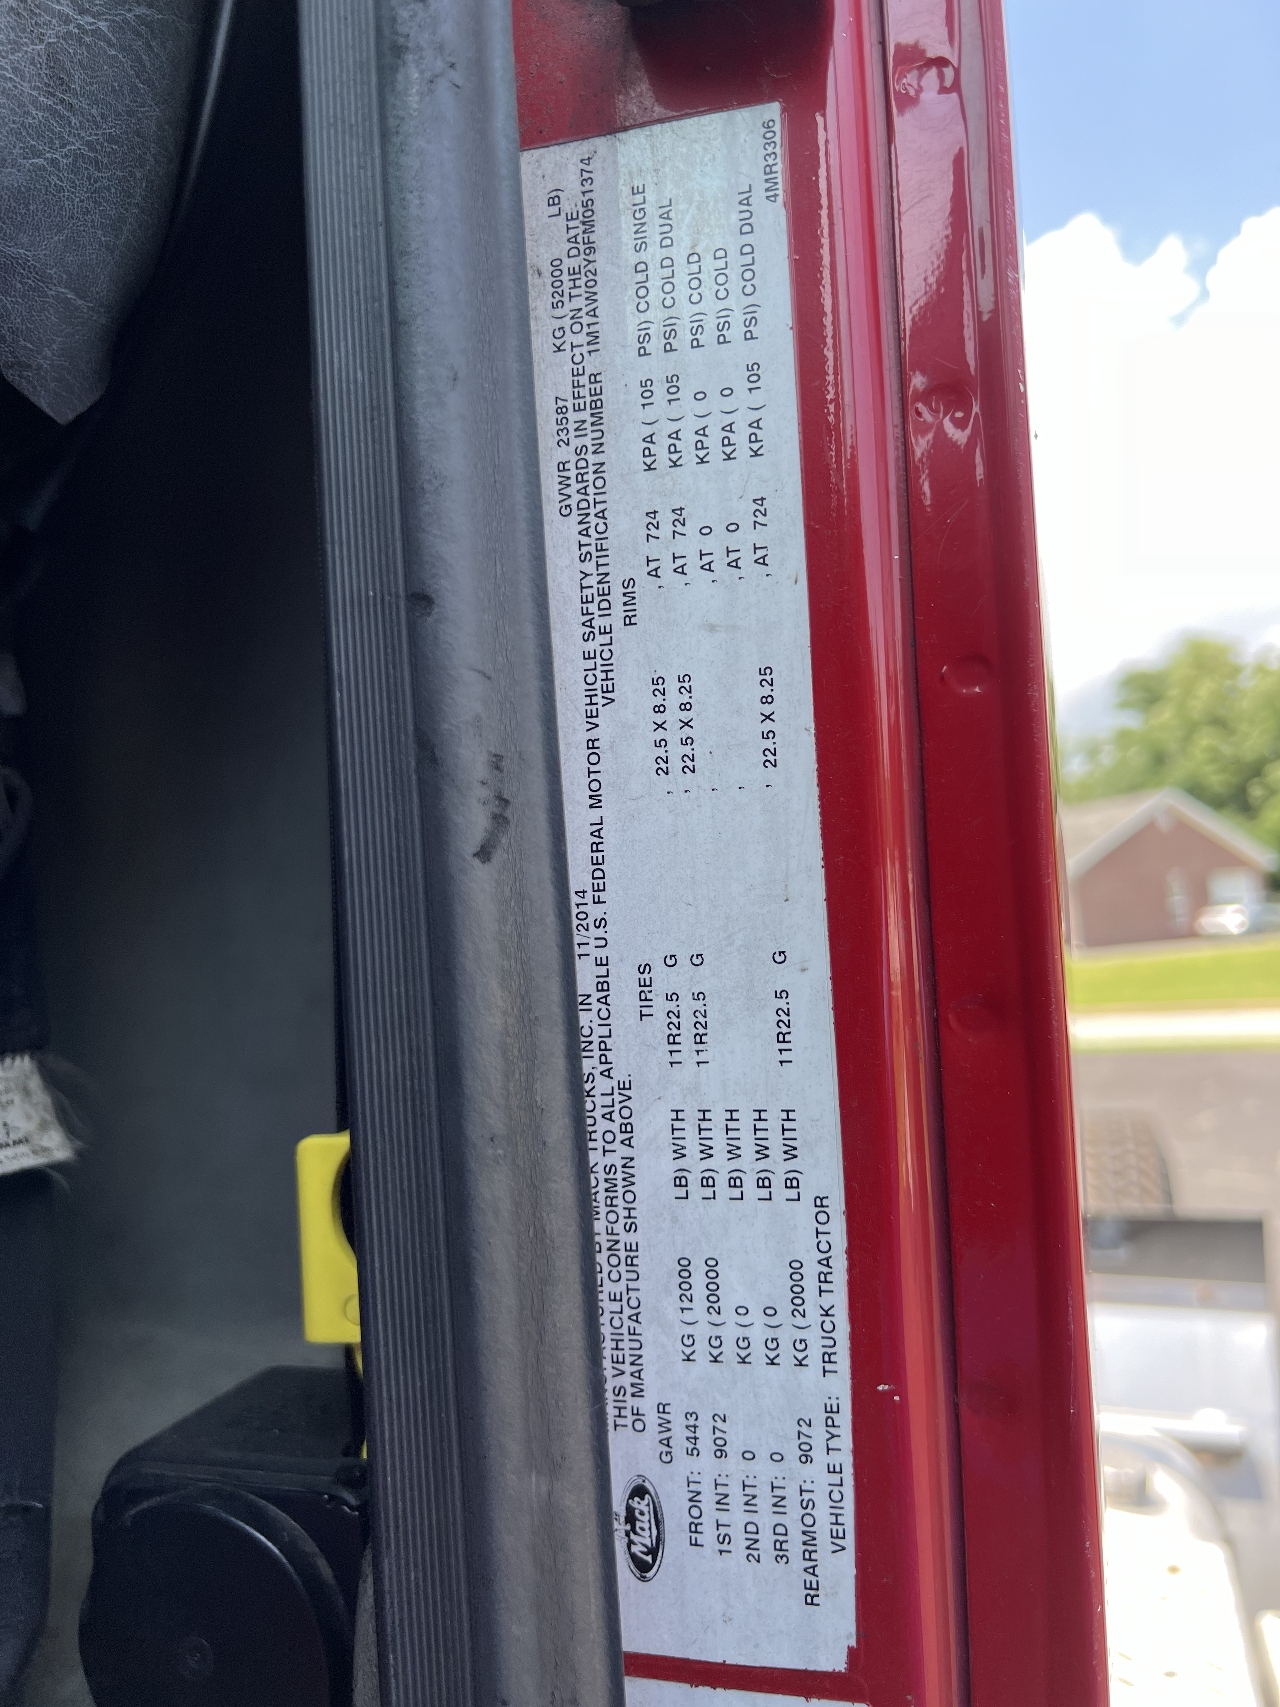 MANUFACTURED BY MACK TRUCKS, INC. IN 11/2014 GVWR 23587 KG ( 52000 LB)
THIS VEHICLE CONFORMS TO ALL APPLICABLE U.S. FEDERAL MOTOR VEHICLE SAFETY STANDARDS IN EFFECT ON THE DATE
OF MANUFACTURE SHOWN ABOVE. VEHICLE IDENTIFICATION NUMBER 1M1AW02Y9FM051374
Mack
GAWR TIRES RIMS
FRONT: 5443 KG ( 12000 LB) WITH 11R22.5 G , 22.5 X 8.25 , AT 724 KPA ( 105 PSI) COLD SINGLE
1ST INT: 9072 KG ( 20000 LB) WITH 11R22.5 G , 22.5 X 8.25 , AT 724 KPA ( 105 PSI) COLD DUAL
2ND INT: 0 KG ( 0 LB) WITH , , AT 0 KPA ( 0 PSI) COLD
3RD INT: 0 KG ( 0 LB) WITH , , AT 0 KPA ( 0 PSI) COLD
REARMOST: 9072 KG ( 20000 LB) WITH 11R22.5 G , 22.5 X 8.25 , AT 724 KPA ( 105 PSI) COLD DUAL
VEHICLE TYPE: TRUCK TRACTOR 4MR3306